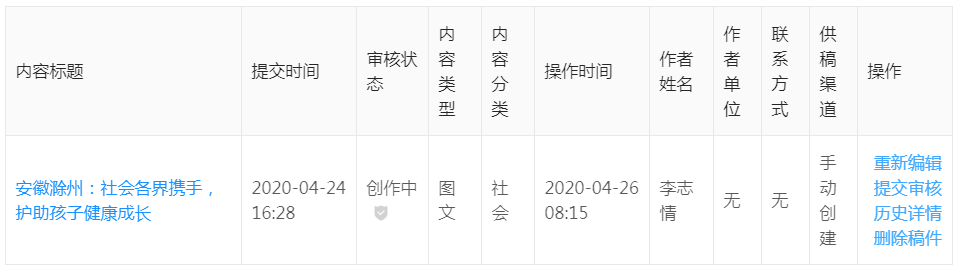 内容标题
提交时间
审核状
态
内
容
类
型
内
容
分
类
操作时间
作者
姓名
作
者
单
位
联
系
方
式
供
稿
渠
道
操作
安徽滁州：社会各界携手，
护助孩子健康成长
2020-04-24
16:28
创作中
图
文
社
会
2020-04-26
08:15
李志
情
无
无
手
动
创
建
重新编辑
提交审核
历史详情
删除稿件